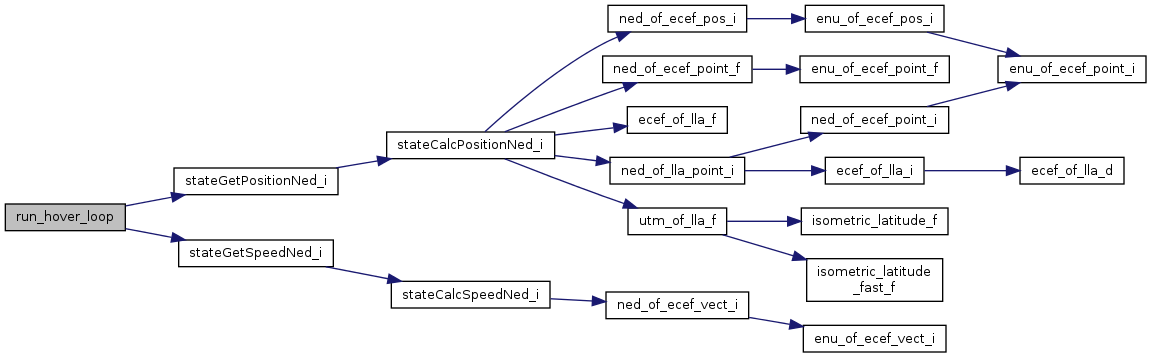 run_hover_loop
stateGetPositionNed_i
stateGetSpeedNed_i
stateCalcPositionNed_i
stateCalcSpeedNed_i
ned_of_ecef_pos_i
ned_of_ecef_point_f
ecef_of_lla_f
ned_of_lla_point_i
utm_of_lla_f
ned_of_ecef_vect_i
enu_of_ecef_pos_i
enu_of_ecef_point_f
ned_of_ecef_point_i
ecef_of_lla_i
isometric_latitude_f
isometric_latitude
_fast_f
enu_of_ecef_vect_i
enu_of_ecef_point_i
ecef_of_lla_d